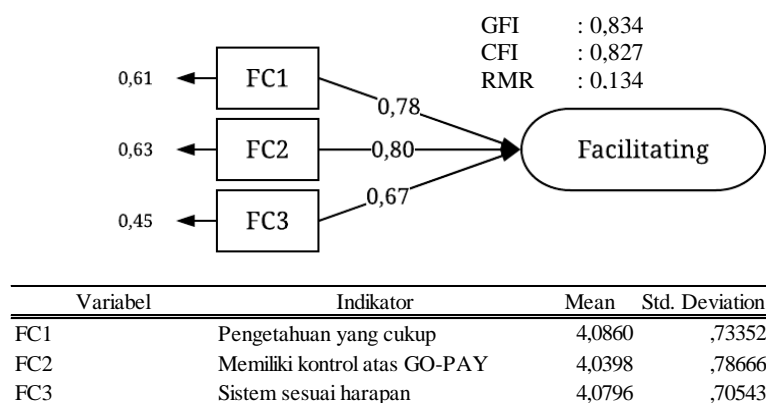 GFI : 0,834
CFI : 0,827
RMR : 0,134
0,61 FC1 0,78
0,63 FC2 0,80 Facilitating
0,45 FC3 0,67
Variabel Indikator Mean Std. Deviation
FC1 Pengetahuan yang cukup 4,0860 ,73352
FC2 Memiliki kontrol atas GO-PAY 4,0398 ,78666
FC3 Sistem sesuai harapan 4,0796 ,70543